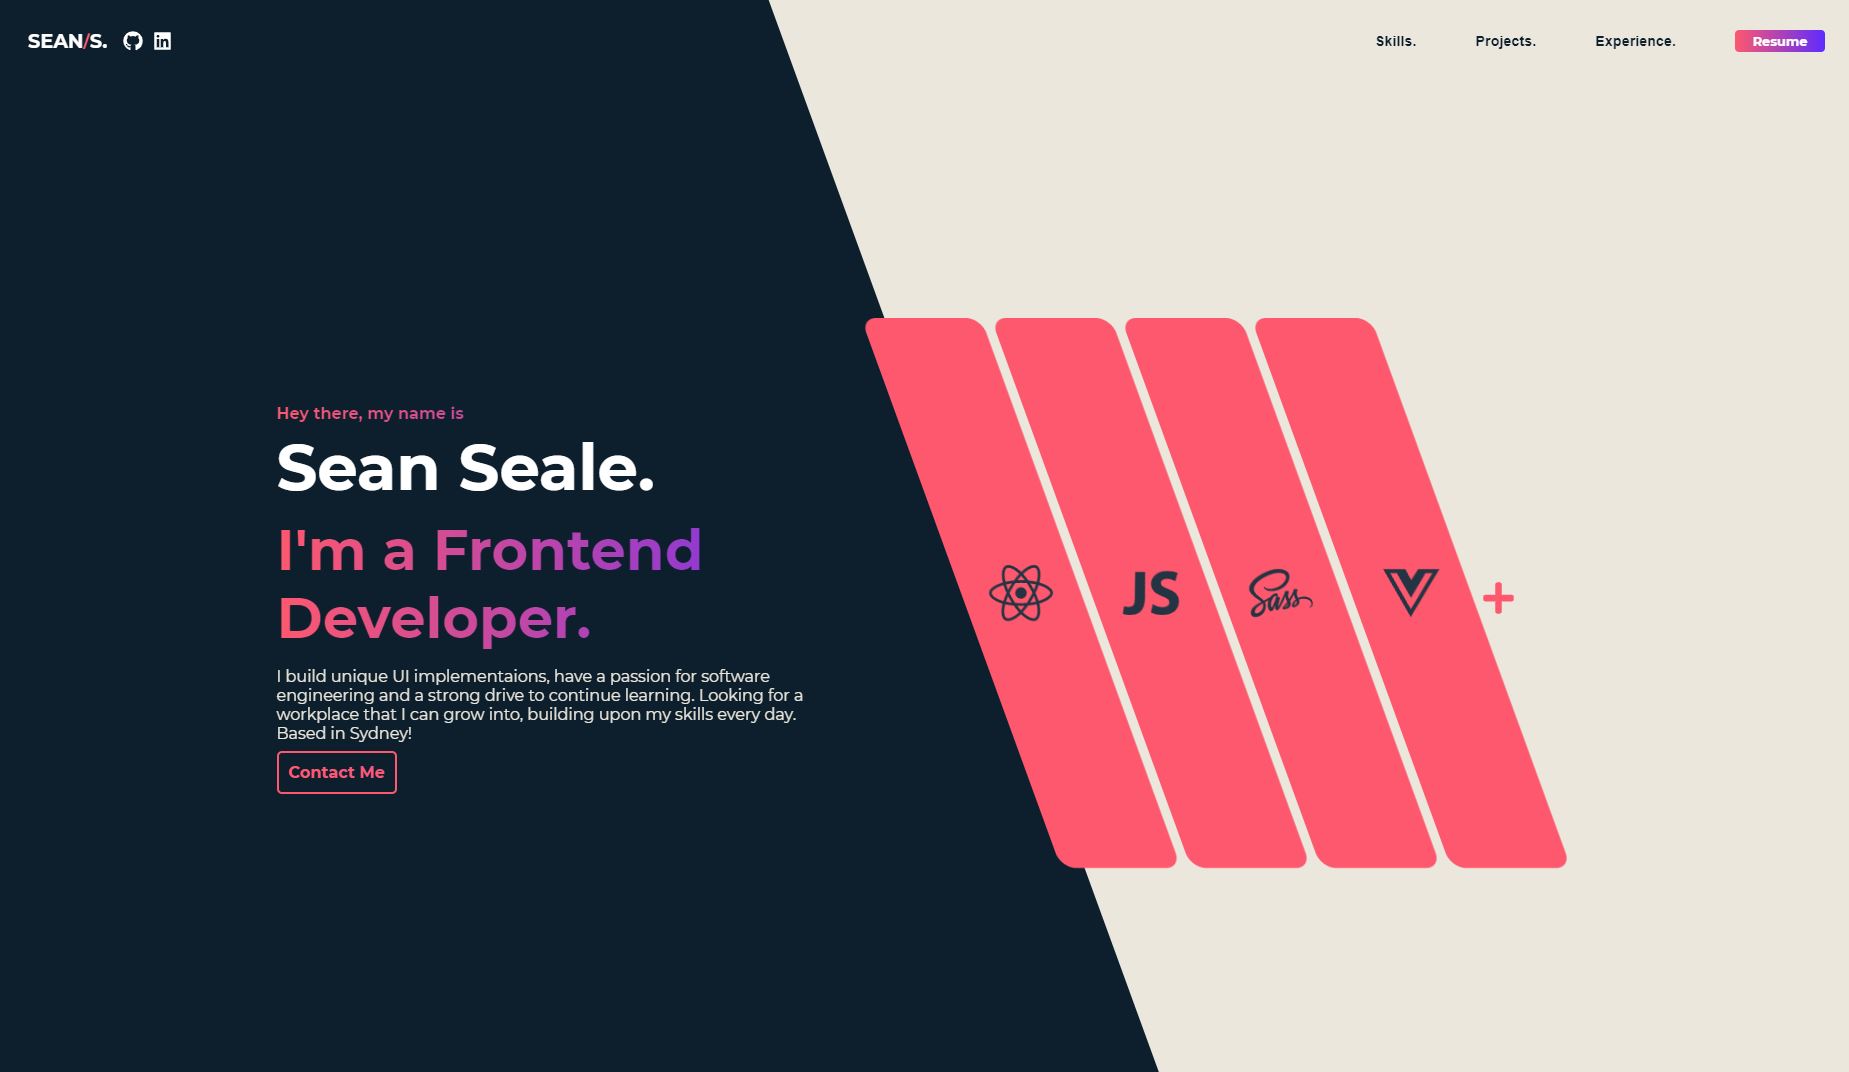 SEAN/S.
Skills.
Projects.
Experience.
Resume
Hey there, my name is
Sean Seale.
I'm a Frontend
Developer.
I build unique UI implementaions, have a passion for software
engineering and a strong drive to continue learning. Looking for a
workplace that I can grow into, building upon my skills every day.
Based in Sydney!
Contact Me
JS
Sass
+